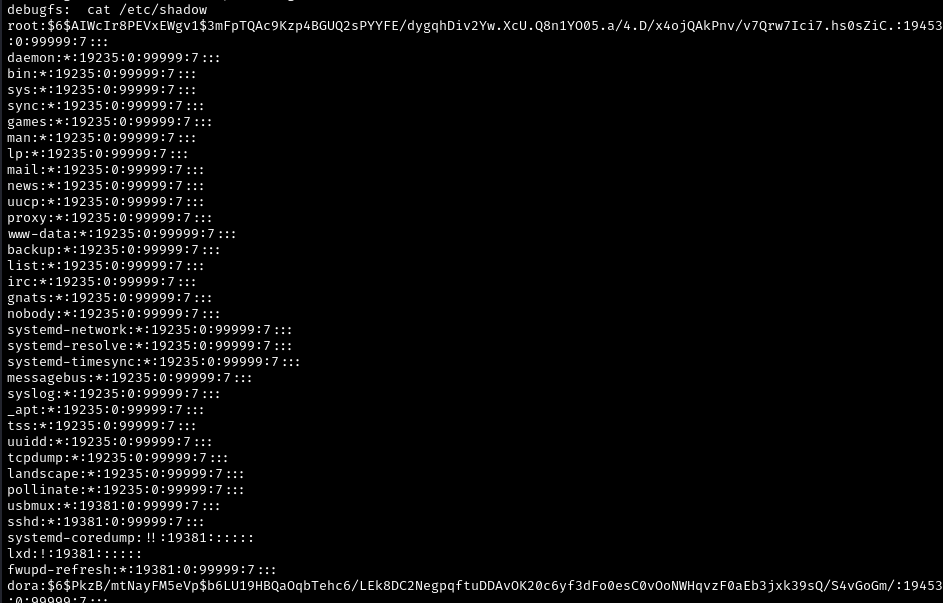 debugfs:  cat /etc/shadow
root:$6$AIWcIr8PEVxEWgv1$3mFpTQAc9Kzp4BGUQ2sPYYFE/dygqhDiv2Yw.XcU.Q8n1YO05.a/4.D/x4ojQAkPnv/v7Qrw7Ici7.hs0sZiC.:19453
:0:99999:7:::
daemon:*:19235:0:99999:7:::
bin:*:19235:0:99999:7:::
sys:*:19235:0:99999:7:::
sync:*:19235:0:99999:7:::
games:*:19235:0:99999:7:::
man:*:19235:0:99999:7:::
lp:*:19235:0:99999:7:::
mail:*:19235:0:99999:7:::
news:*:19235:0:99999:7:::
uucp:*:19235:0:99999:7:::
proxy:*:19235:0:99999:7:::
www-data:*:19235:0:99999:7:::
backup:*:19235:0:99999:7:::
list:*:19235:0:99999:7:::
irc:*:19235:0:99999:7:::
gnats:*:19235:0:99999:7:::
nobody:*:19235:0:99999:7:::
systemd-network:*:19235:0:99999:7:::
systemd-resolve:*:19235:0:99999:7:::
systemd-timesync:*:19235:0:99999:7:::
messagebus:*:19235:0:99999:7:::
syslog:*:19235:0:99999:7:::
_apt:*:19235:0:99999:7:::
tss:*:19235:0:99999:7:::
uuidd:*:19235:0:99999:7:::
tcpdump:*:19235:0:99999:7:::
landscape:*:19235:0:99999:7:::
pollinate:*:19235:0:99999:7:::
usbmux:*:19381:0:99999:7:::
sshd:*:19381:0:99999:7:::
systemd-coredump:!!:19381::::::
lxd:!:19381::::::
fwupd-refresh:*:19381:0:99999:7:::
dora:$6$PkzB/mtNayFM5eVp$b6LU19HBQaOqbTehc6/LEk8DC2NegpqftuDDAvOK20c6yf3dFo0esC0vOoNWHqvzF0aEb3jxk39sQ/S4vGoGm/:19453
:0:99999:7:::